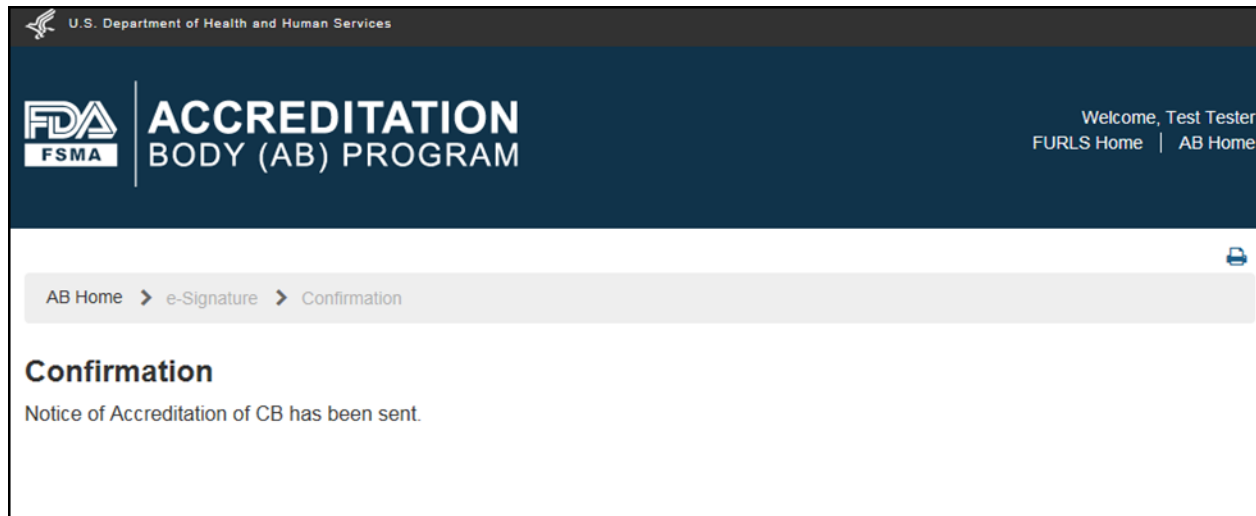 U.S. Department of Health and Human Services
FDA
FSMA
ACCREDITATION
BODY (AB) PROGRAM
Welcome, Test Tester
FURLS Home | AB Home
AB Home > e-Signature > Confirmation
Confirmation
Notice of Accreditation of CB has been sent.